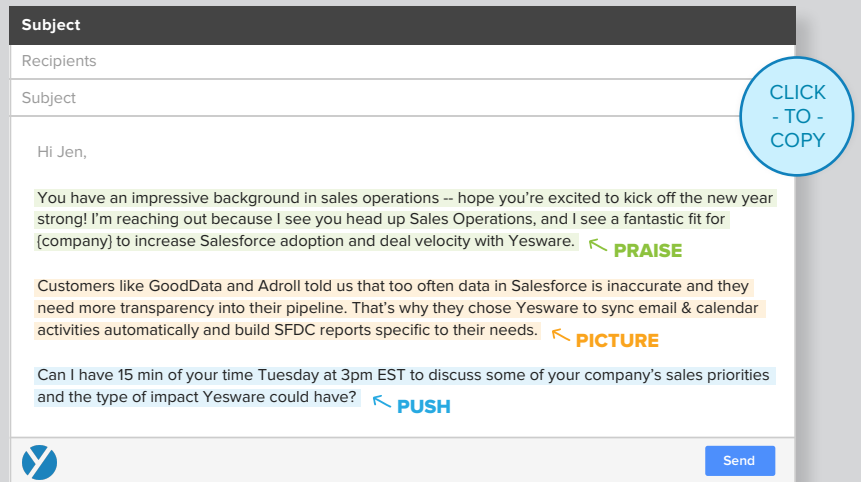 Subject
Recipients
Subject
CLICK
- TO -
COPY
Hi Jen,
You have an impressive background in sales operations -- hope you're excited to kick off the new year
strong! I'm reaching out because I see you head up Sales Operations, and I see a fantastic fit for
{company} to increase Salesforce adoption and deal velocity with Yesware.
PRAISE
Customers like GoodData and Adroll told us that too often data in Salesforce is inaccurate and they
need more transparency into their pipeline. That's why they chose Yesware to sync email & calendar
activities automatically and build SFDC reports specific to their needs.
PICTURE
Can I have 15 min of your time Tuesday at 3pm EST to discuss some of your company's sales priorities
and the type of impact Yesware could have?
PUSH
Send